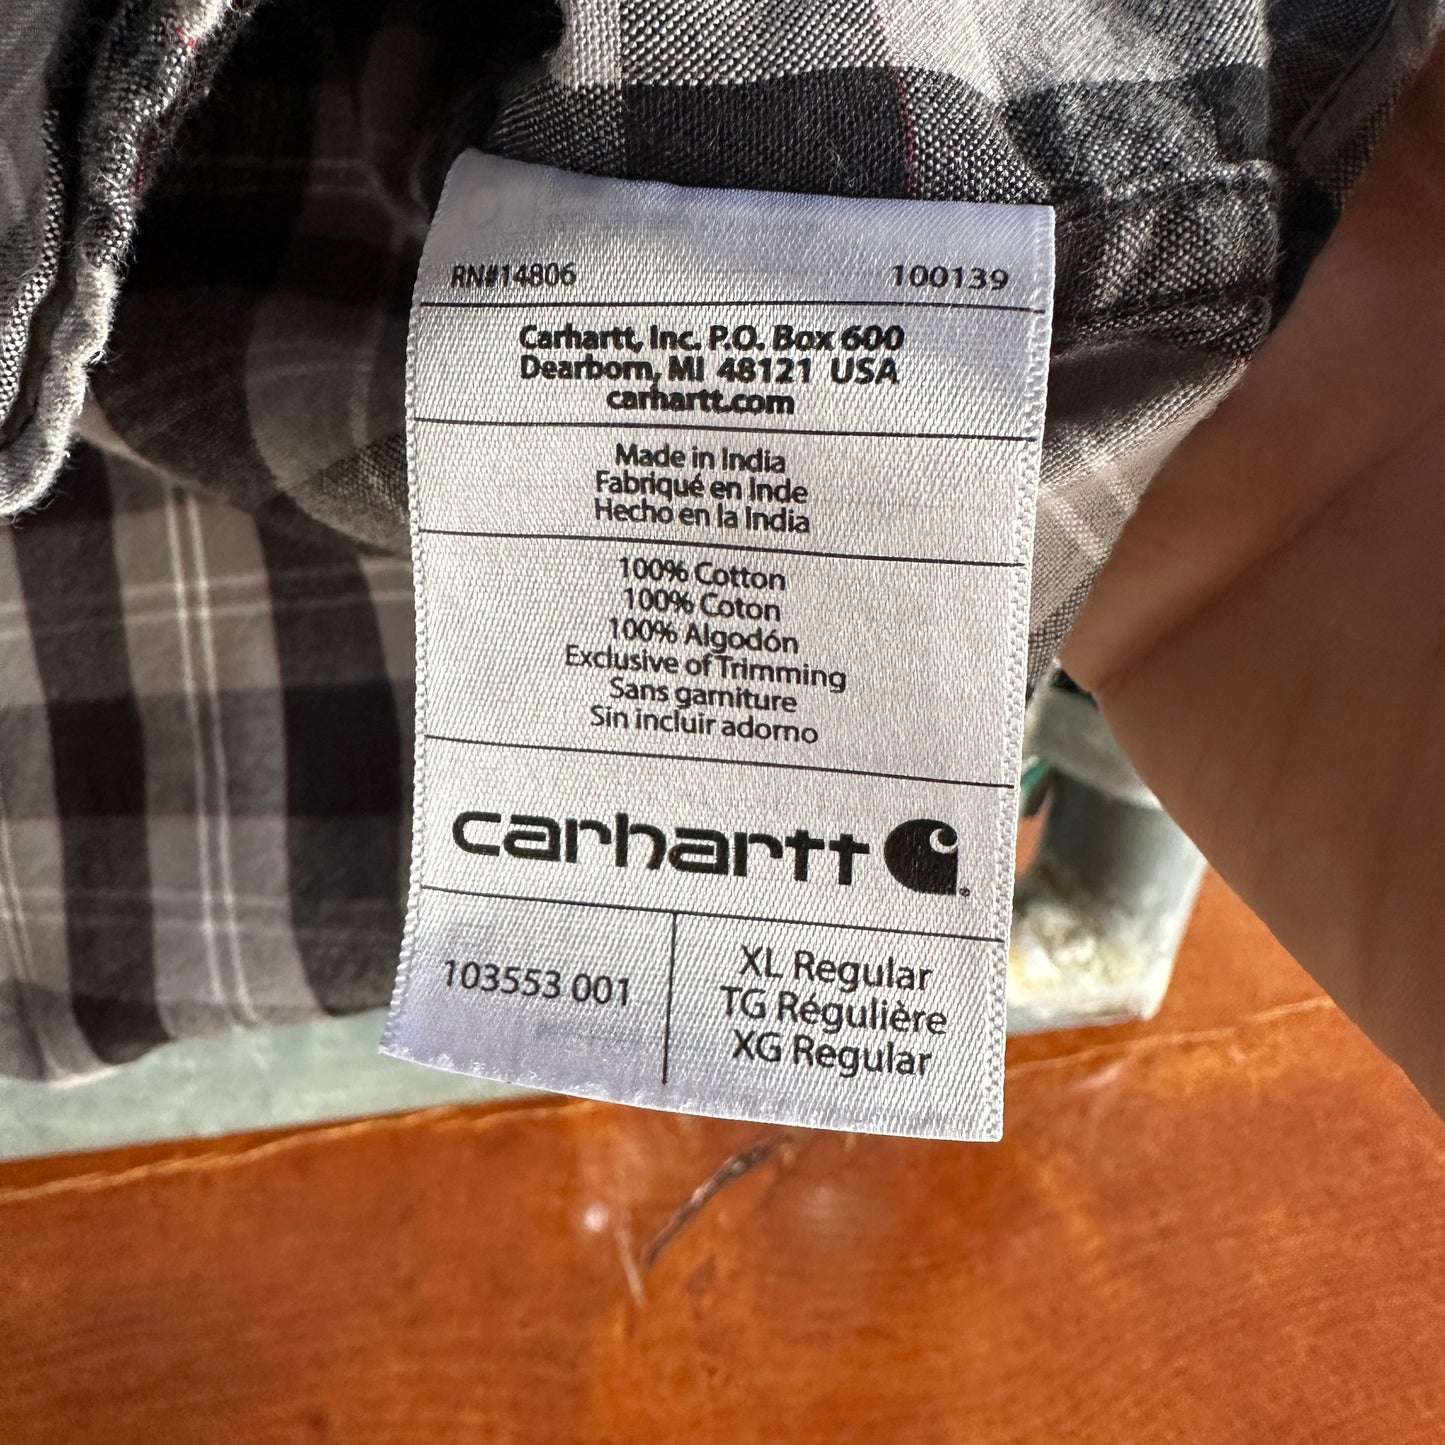 RN#14806 100139
Carhartt, Inc. P.O. Box 600
Dearborn, MI 48121 USA
carhartt.com
Made in India
Fabriqué en Inde
Hecho en la India
100% Cotton
100% Coton
100% Algodón
Exclusive of Trimming
Sans garniture
Sin incluir adorno
carhartt
103553 001
XL Regular
TG Régulière
XG Regular